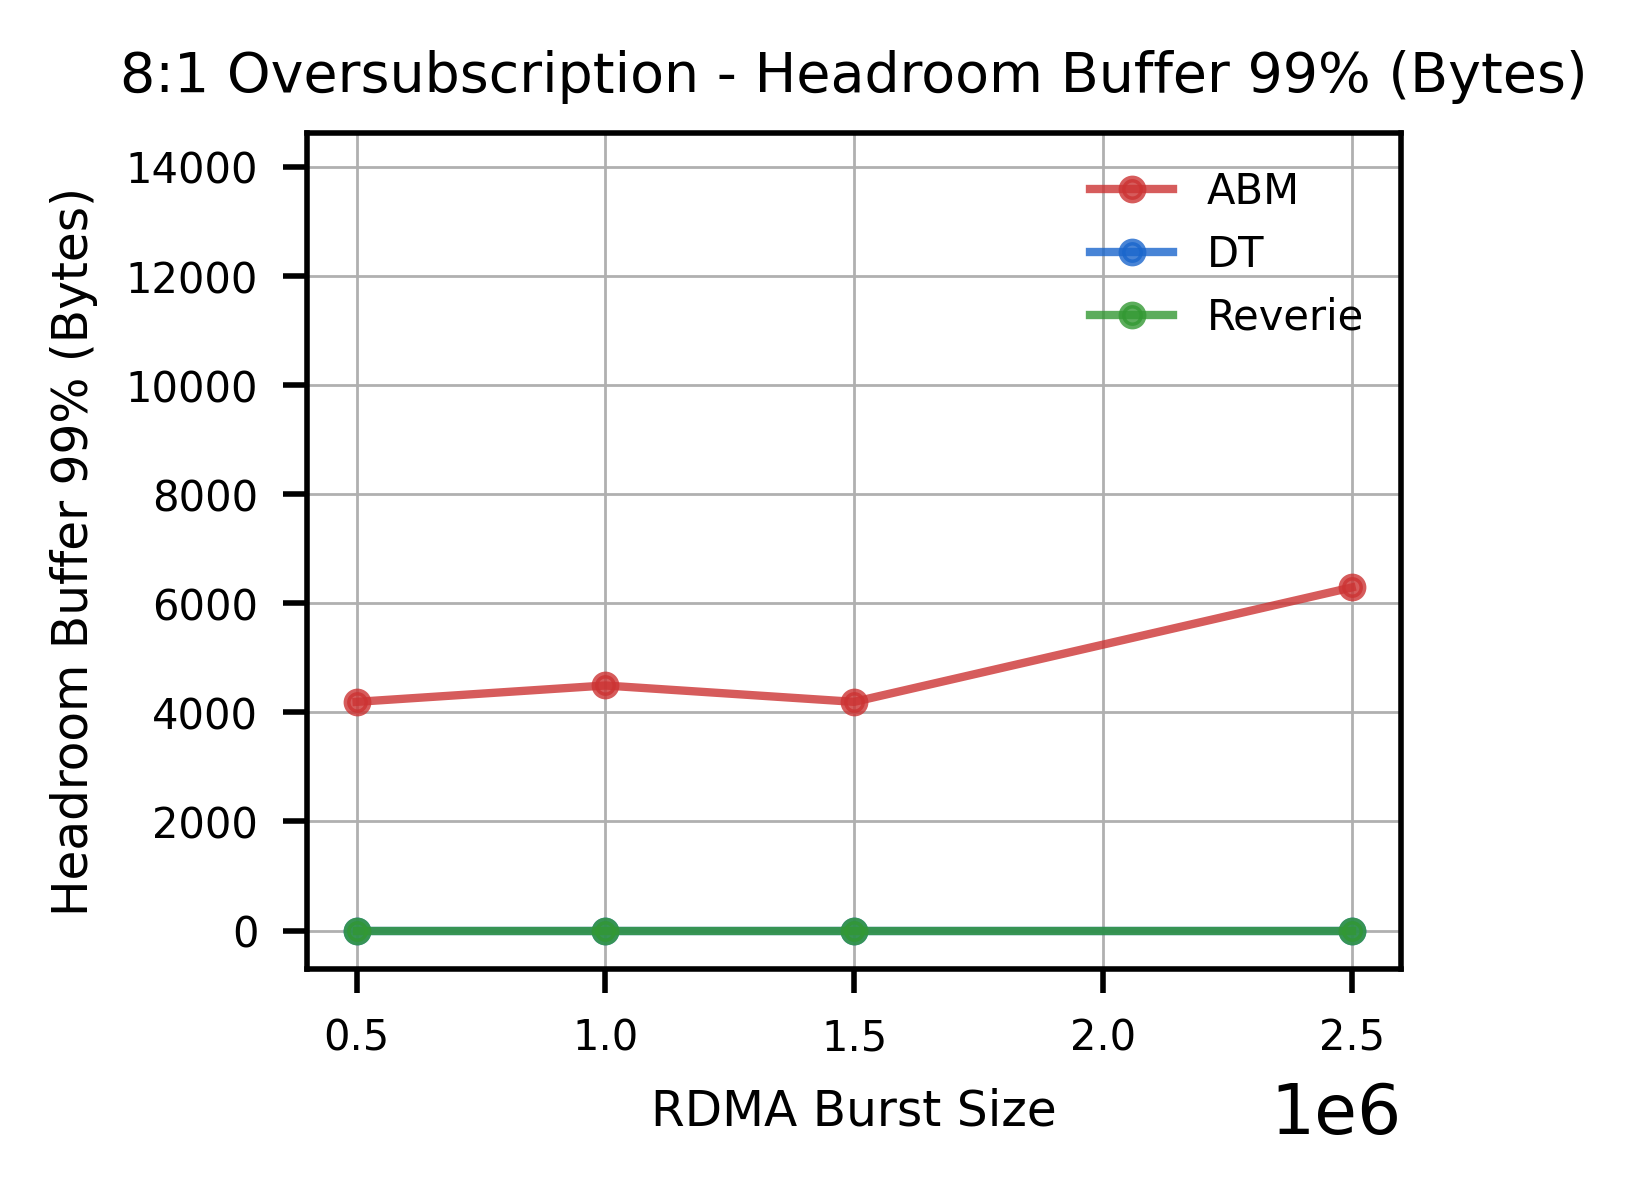 8:1 Oversubscription - Headroom Buffer 99% (Bytes)
Headroom Buffer 99% (Bytes)
14000
12000
10000
8000
6000
4000
2000
0
ABM
DT
Reverie
0.5 1.0 1.5 2.0 2.5
RDMA Burst Size
1e6